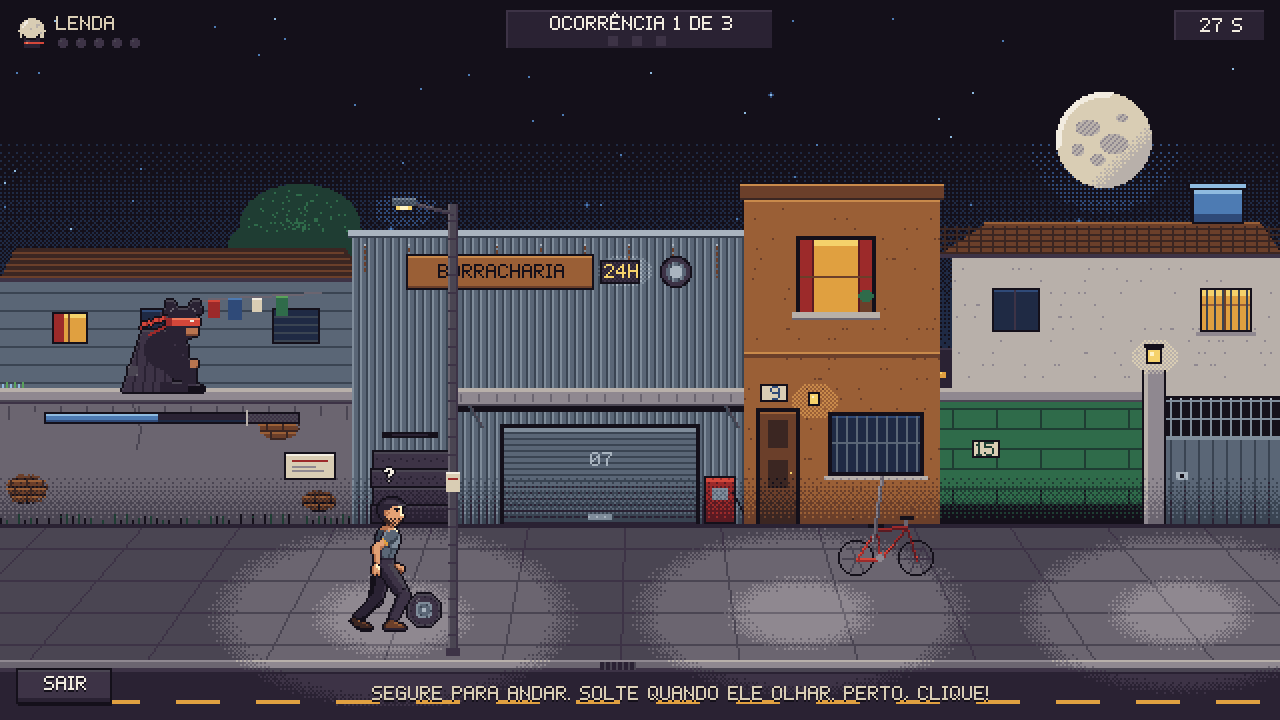 LENDA
OCORRÊNCIA 1 DE 3
27 S
BORRACHARIA
24H
9
07
15
?
SAIR
SEGURE PARA ANDAR. SOLTE QUANDO ELE OLHAR. PERTO, CLIQUE!